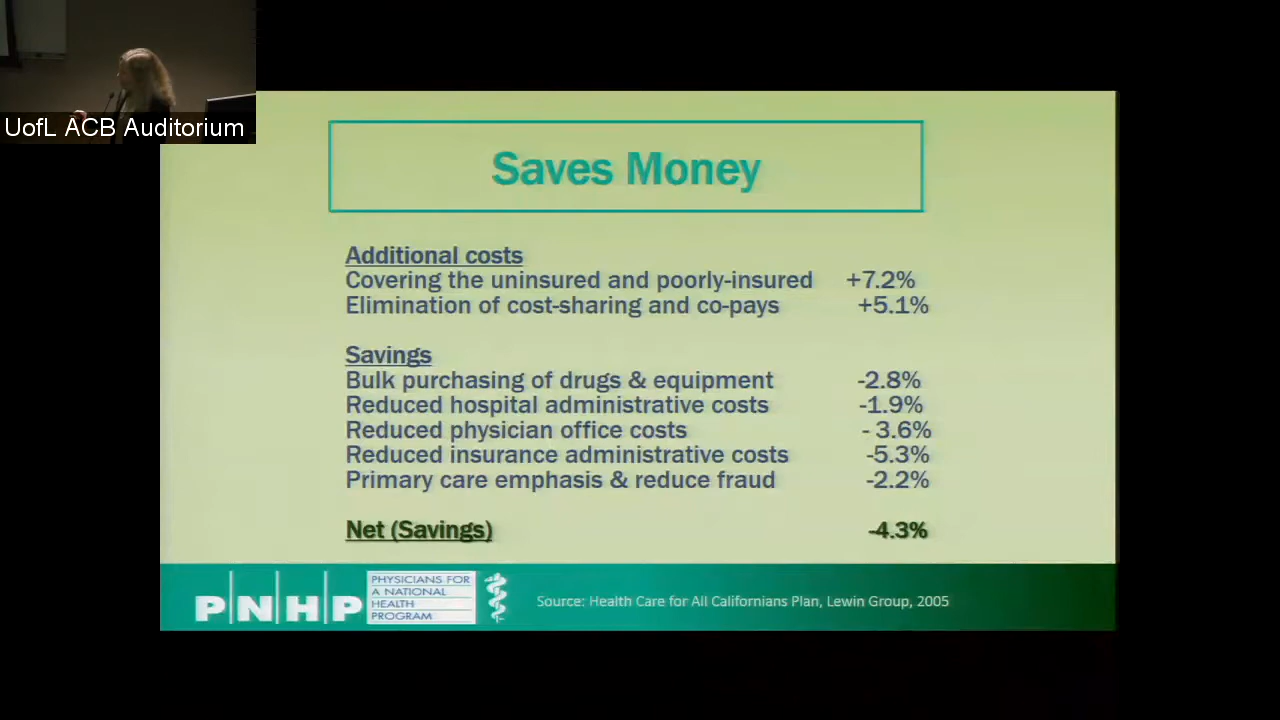 UofL ACB Auditorium
Saves Money
Additional costs
Covering the uninsured and poorly-insured +7.2%
Elimination of cost-sharing and co-pays +5.1%
Savings
Bulk purchasing of drugs & equipment -2.8%
Reduced hospital administrative costs -1.9%
Reduced physician office costs - 3.6%
Reduced insurance administrative costs -5.3%
Primary care emphasis & reduce fraud -2.2%
Net (Savings) -4.3%
PNHP
PHYSICIANS FOR
A NATIONAL
HEALTH
PROGRAM
Source: Health Care for All Californians Plan, Lewin Group, 2005